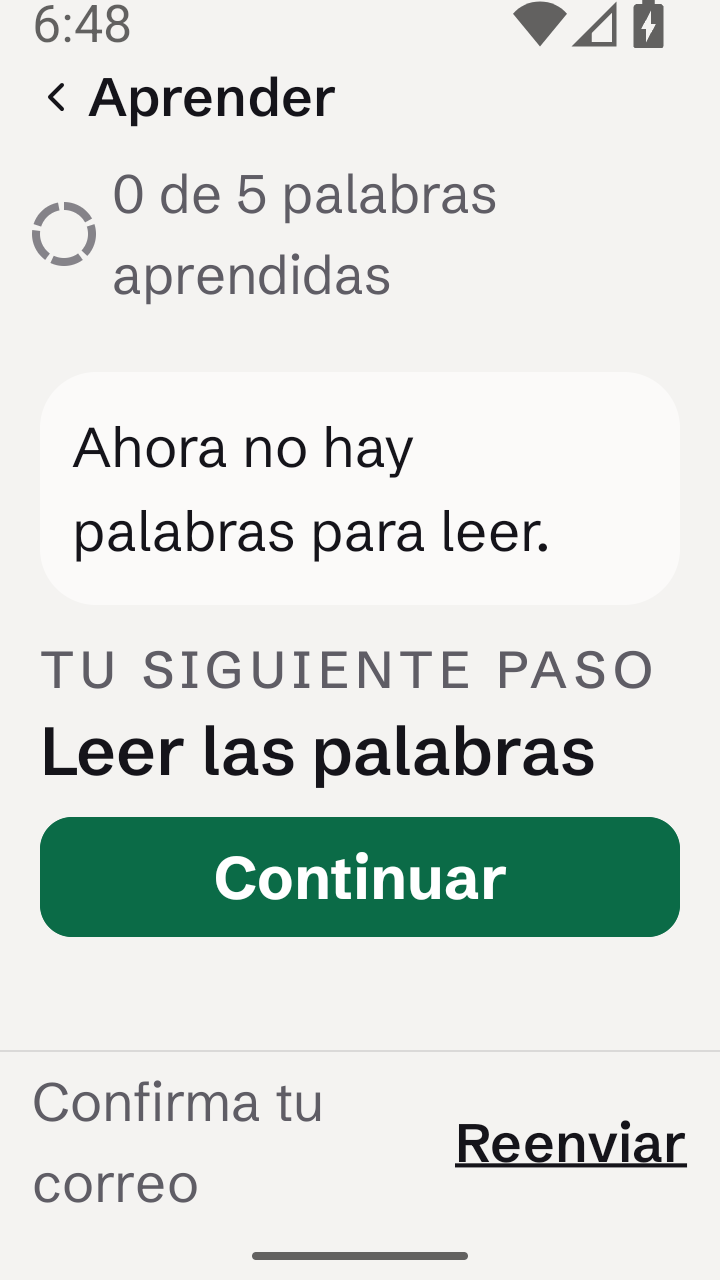 6:48
Aprender
0 de 5 palabras
aprendidas
Ahora no hay
palabras para leer.
TU SIGUIENTE PASO
Leer las palabras
Continuar
Confirma tu
correo
Reenviar